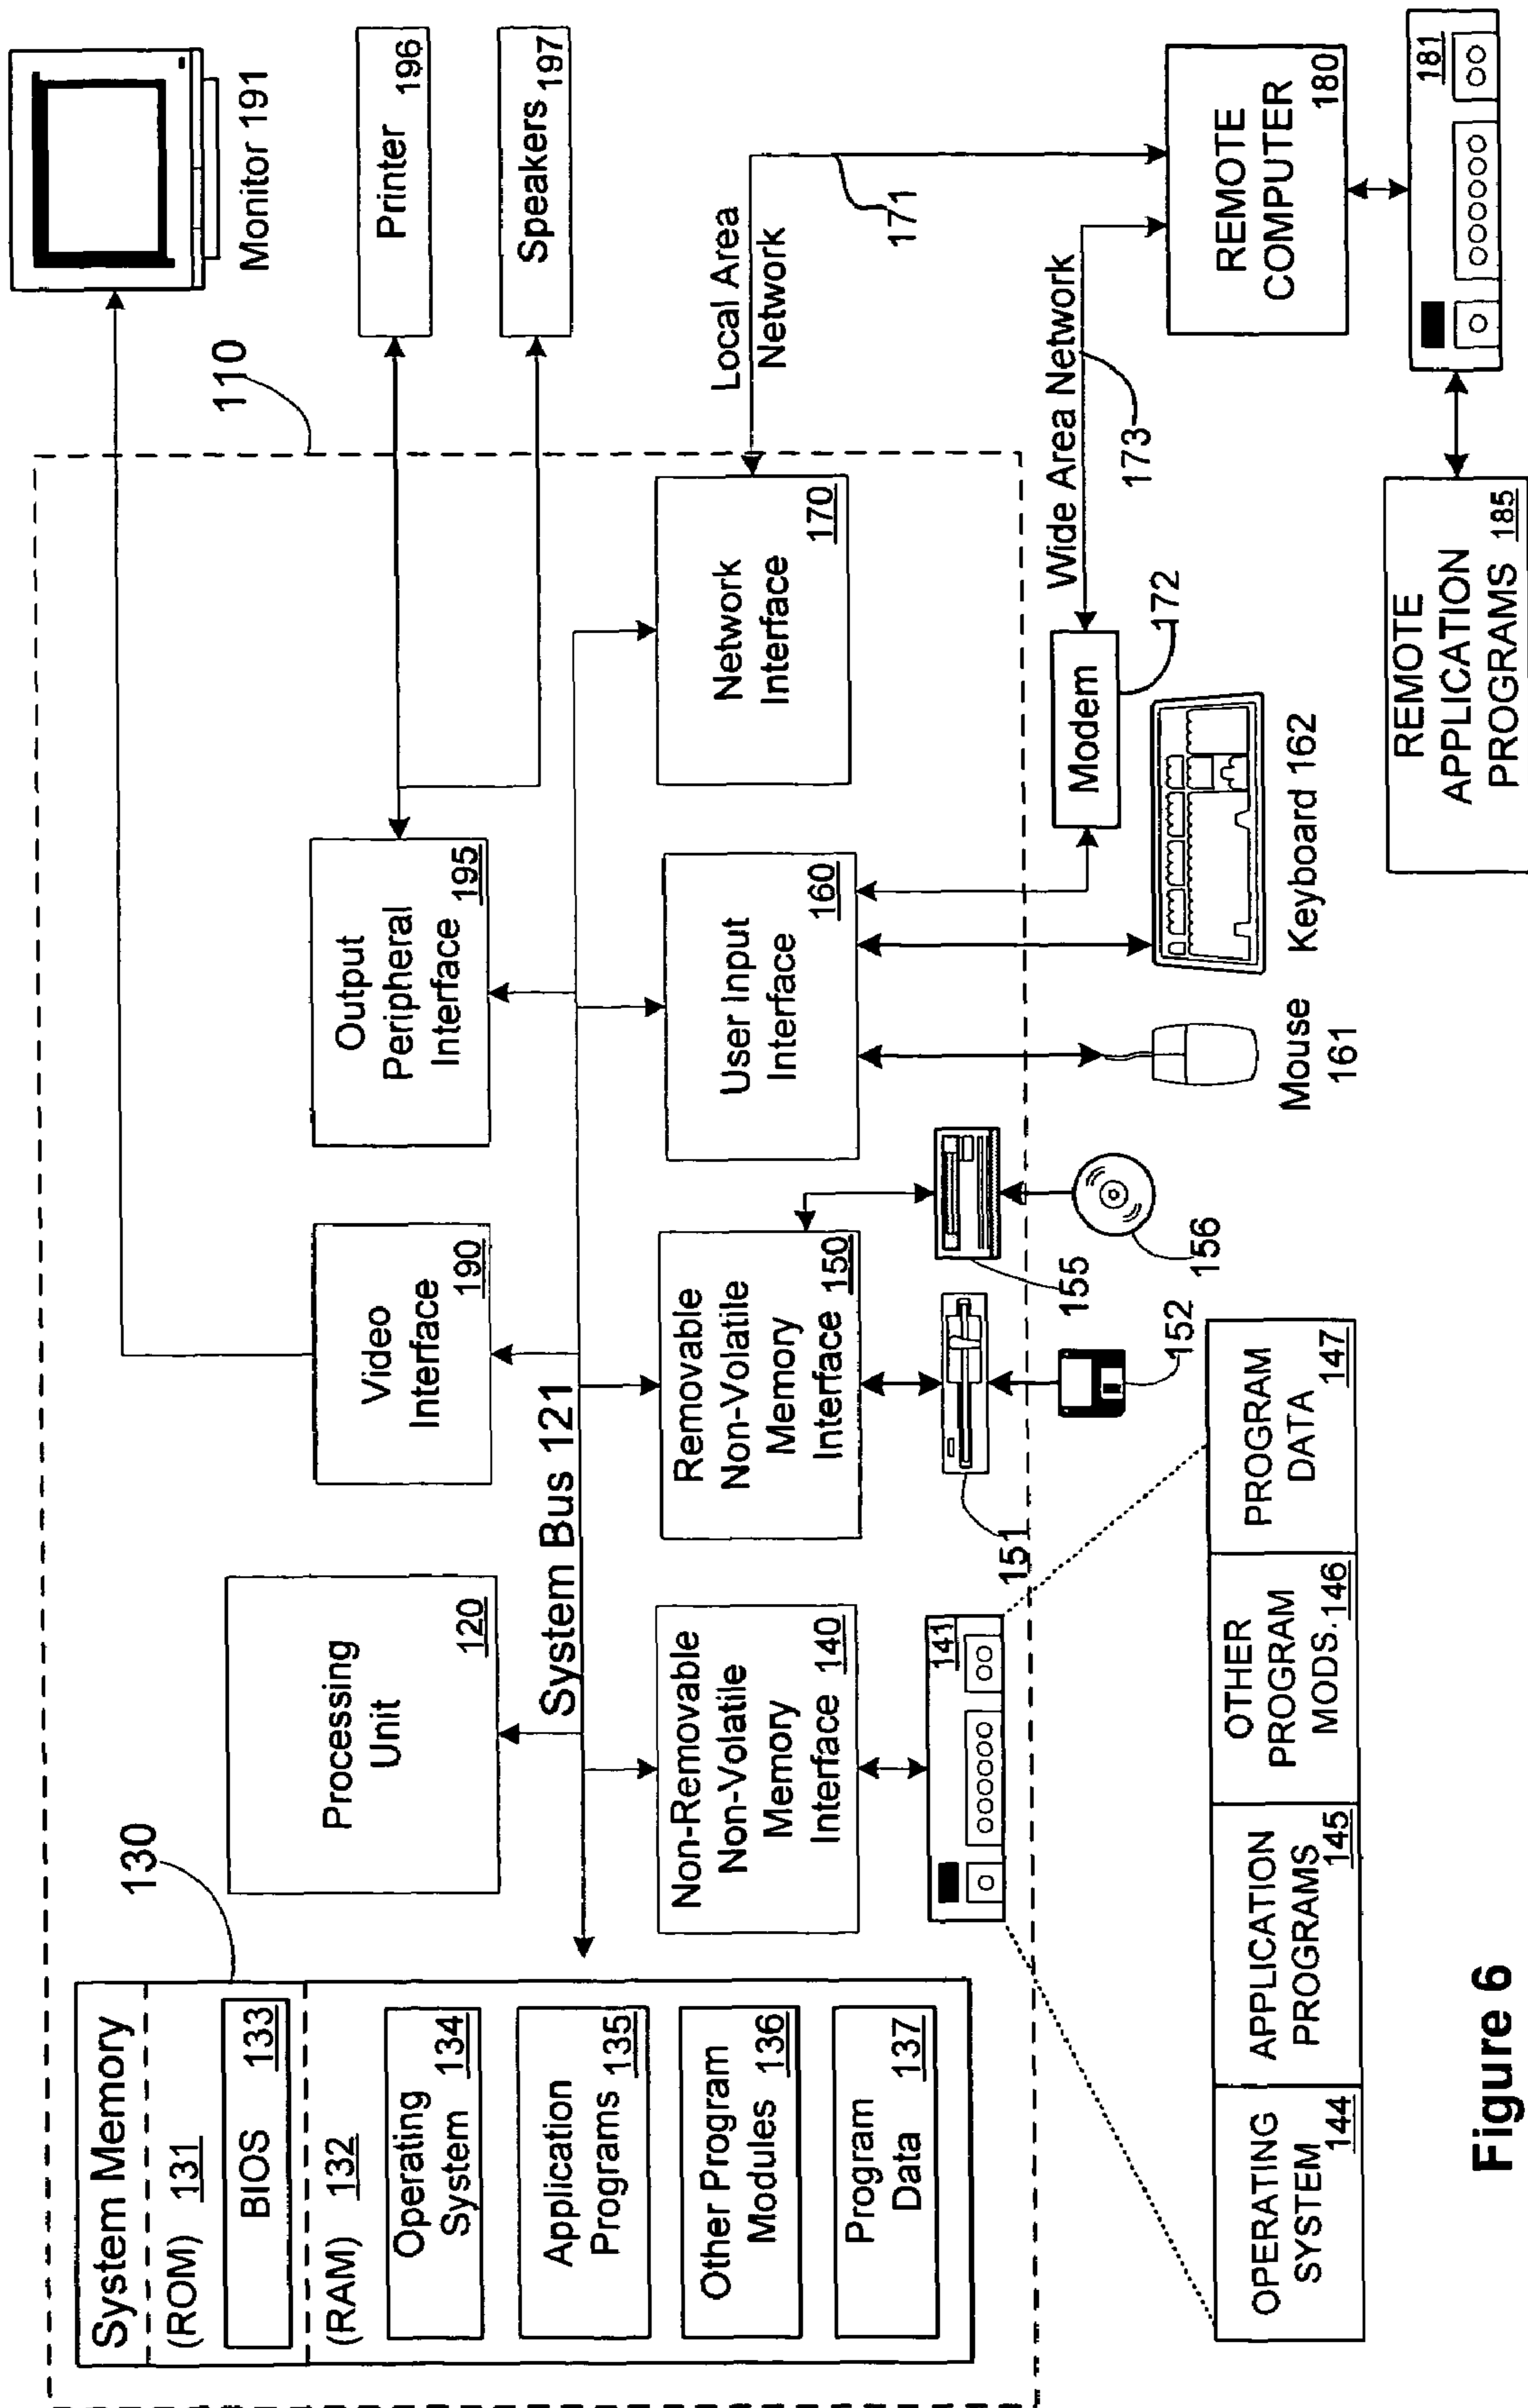 System Memory
(ROM) 131
BIOS 133
(RAM) 132
Operating
System 134
Application
Programs 135
Other Program
Modules 136
Program
Data 137
130
Processing
Unit
120
System Bus 121
Video
Interface
190
Output
Peripheral
Interface
195
110
Monitor 191
Printer
196
Speakers
197
Non-Removable
Non-Volatile
Memory
Interface 140
Removable
Non-Volatile
Memory
Interface 150
User Input
Interface
160
Network
Interface
170
Local Area
Network
171
141
151
155
152
156
Mouse
161
Keyboard 162
Modem
172
Wide Area Network
173
REMOTE
COMPUTER
180
181
OPERATING
SYSTEM 144
APPLICATION
PROGRAMS 145
OTHER
PROGRAM
MODS. 146
PROGRAM
DATA 147
REMOTE
APPLICATION
PROGRAMS 185
Figure 6